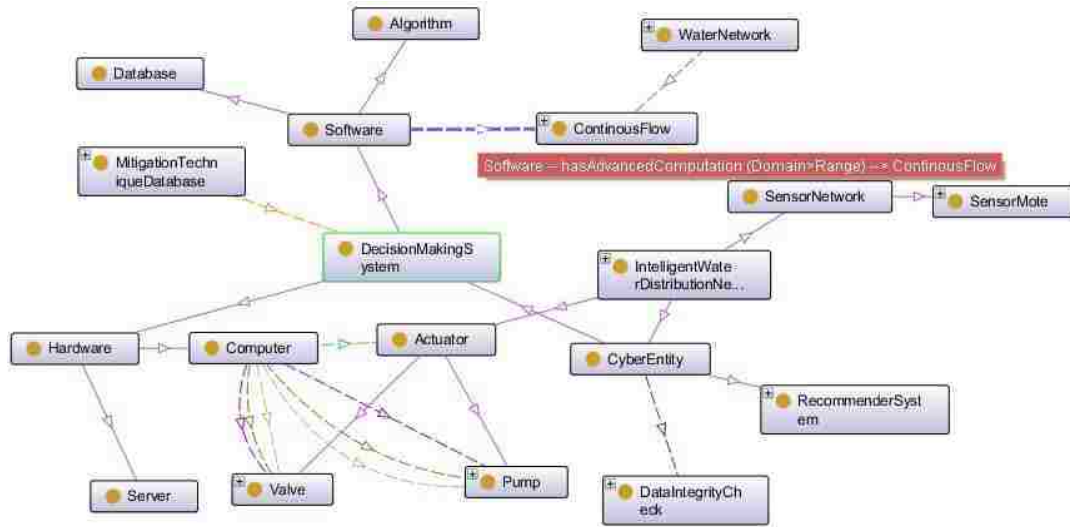 Algorithm
WaterNetwork
Database
Software
ContinousFlow
MitigationTechn
iqueDatabase
Software -- hasAdvancedComputation (Domain>Range) --> ContinousFlow
SensorNetwork
SensorMote
DecisionMakingS
ystem
IntelligentWate
rDistributionNe...
Hardware
Computer
Actuator
CyberEntity
RecommenderSyst
em
Server
Valve
Pump
DataIntegrityCh
eck